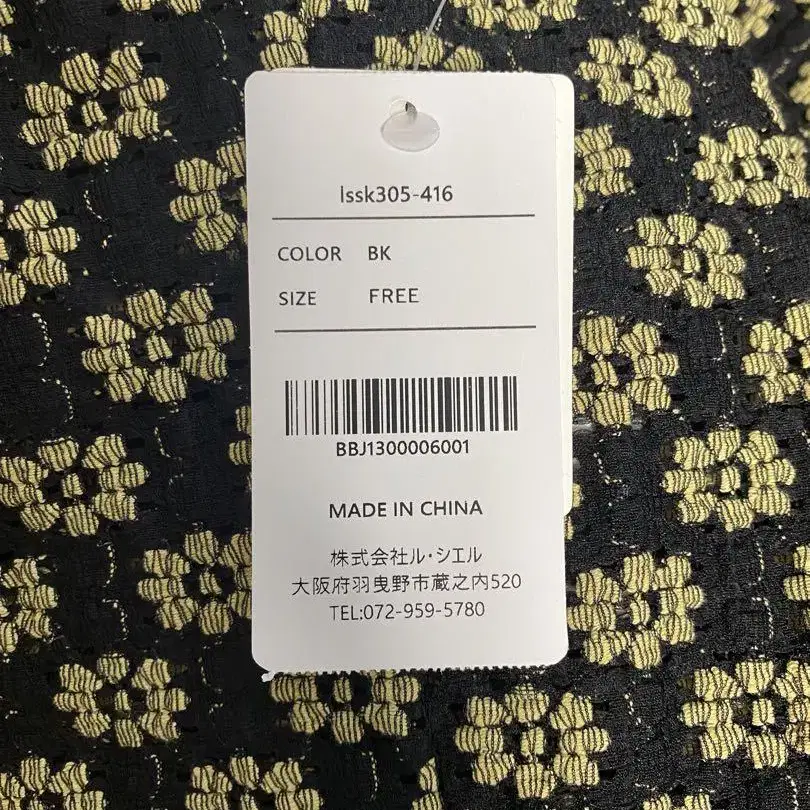 lssk305-416
COLOR BK
SIZE FREE
BBJ1300006001
MADE IN CHINA
株式会社ル・シエル
大阪府羽曳野市蔵之内520
TEL:072-959-5780